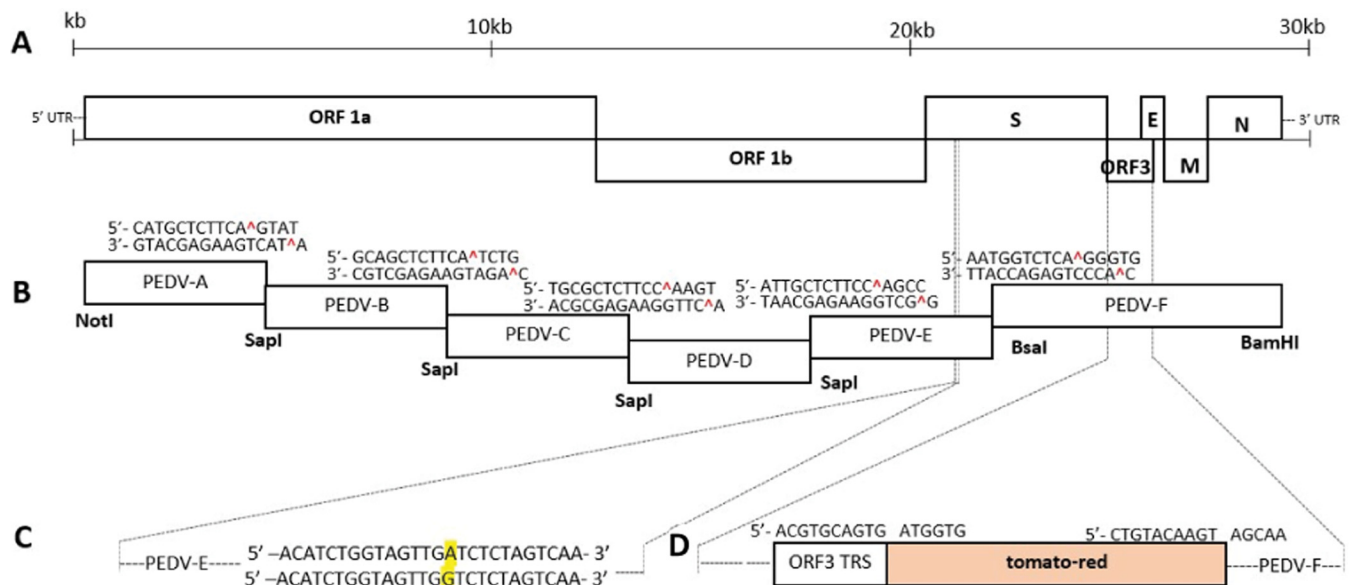 kb 10kb 20kb 30kb
A
5' UTR ORF 1a S E N 3' UTR
ORF 1b ORF3 M
B
5'- CATGCTCTTCA^GTAT
3'- GTACGAGAAGTCAT^A
5'- GCAGCTCTTCA^TCTG
3'- CGTCGAGAAGTAGA^C
5'- TGCGCTCTTCC^AAGT
3'- ACGCGAGAAGGTTC^A
5'- ATTGCTCTTCC^AGCC
3'- TAACGAGAAGGTCG^G
5'- AATGGTCTCA^GGGTG
3'- TTACCAGAGTCCCA^C
PEDV-A
PEDV-B
PEDV-C
PEDV-D
PEDV-E
PEDV-F
NotI
SapI
SapI
SapI
SapI
BsaI
BamHI
C
PEDV-E
5' –ACATCTGGTAGTTGATCTCTAGTCAA- 3'
5' –ACATCTGGTAGTTGGTCTCTAGTCAA- 3'
D
5'- ACGTGCAGTG ATGGTG
5'- CTGTACAAGT AGCAA
ORF3 TRS tomato-red PEDV-F